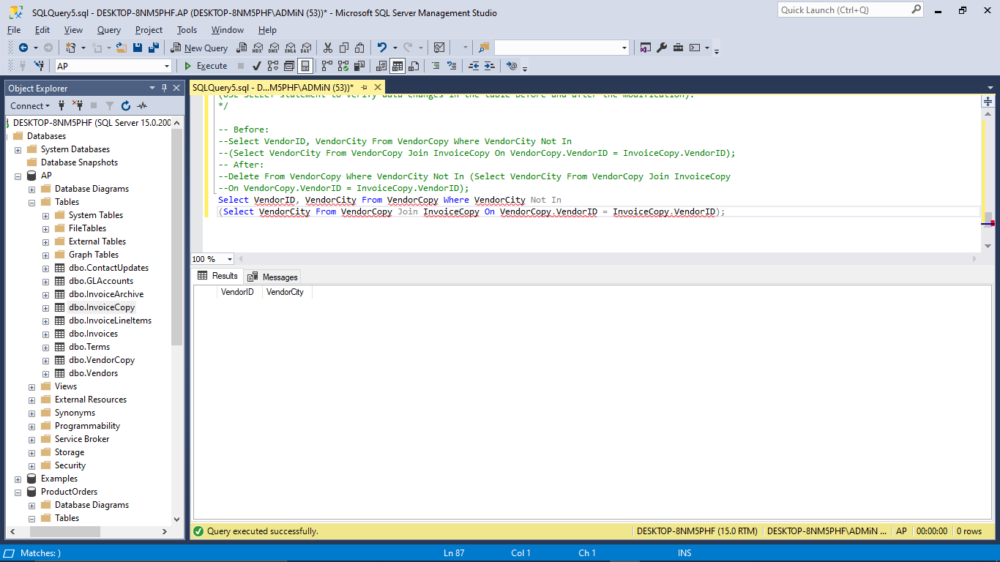 SQLQuery5.sql - DESKTOP-8NM5PHF.AP (DESKTOP-8NM5PHF\ADMiN (53))* - Microsoft SQL Server Management Studio
Quick Launch (Ctrl+Q)
File Edit View Query Project Tools Window Help
New Query MDX DMX XMLA DAX
AP Execute
Object Explorer
SQLQuery5.sql - D...M5PHF\ADMiN (53))*
Connect
DESKTOP-8NM5PHF (SQL Server 15.0.200
Databases
System Databases
Database Snapshots
AP
Database Diagrams
Tables
System Tables
FileTables
External Tables
Graph Tables
dbo.ContactUpdates
dbo.GLAccounts
dbo.InvoiceArchive
dbo.InvoiceCopy
dbo.InvoiceLineItems
dbo.Invoices
dbo.Terms
dbo.VendorCopy
dbo.Vendors
Views
External Resources
Synonyms
Programmability
Service Broker
Storage
Security
Examples
ProductOrders
Database Diagrams
Tables
(Use SELECT statement to verify data changes in the table before and after the modification).
*/
-- Before:
--Select VendorID, VendorCity From VendorCopy Where VendorCity Not In
--(Select VendorCity From VendorCopy Join InvoiceCopy On VendorCopy.VendorID = InvoiceCopy.VendorID);
-- After:
--Delete From VendorCopy Where VendorCity Not In (Select VendorCity From VendorCopy Join InvoiceCopy
--On VendorCopy.VendorID = InvoiceCopy.VendorID);
Select VendorID, VendorCity From VendorCopy Where VendorCity Not In
(Select VendorCity From VendorCopy Join InvoiceCopy On VendorCopy.VendorID = InvoiceCopy.VendorID);
100 %
Results Messages
VendorID VendorCity
Query executed successfully. DESKTOP-8NM5PHF (15.0 RTM) DESKTOP-8NM5PHF\ADMiN ... AP 00:00:00 0 rows
Matches: ) Ln 87 Col 1 Ch 1 INS